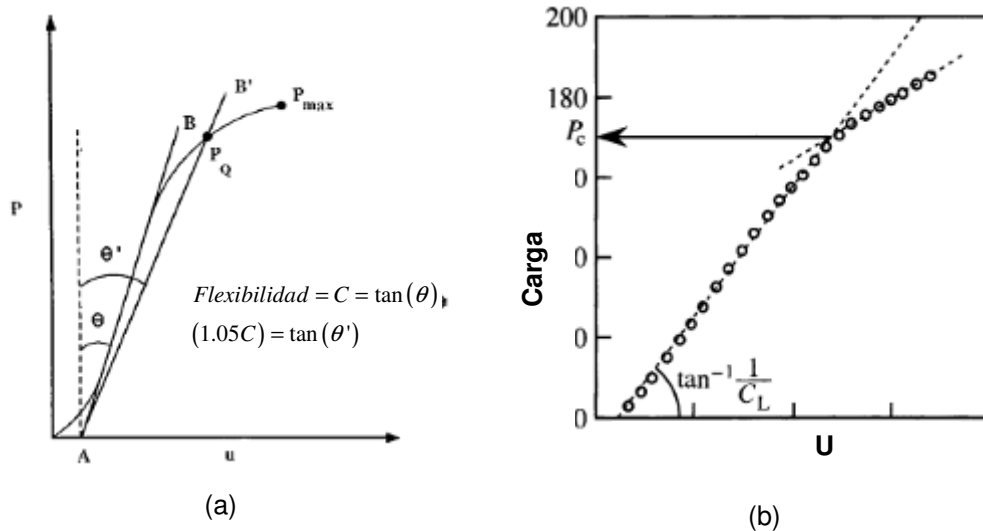 B'
B
P_max
P_Q
P
θ'
θ
Flexibilidad = C = tan(θ)
(1.05C) = tan(θ')
A
u
(a)
200
180
P_c
0
0
0
0
Carga
tan⁻¹ 1/C_L
U
(b)